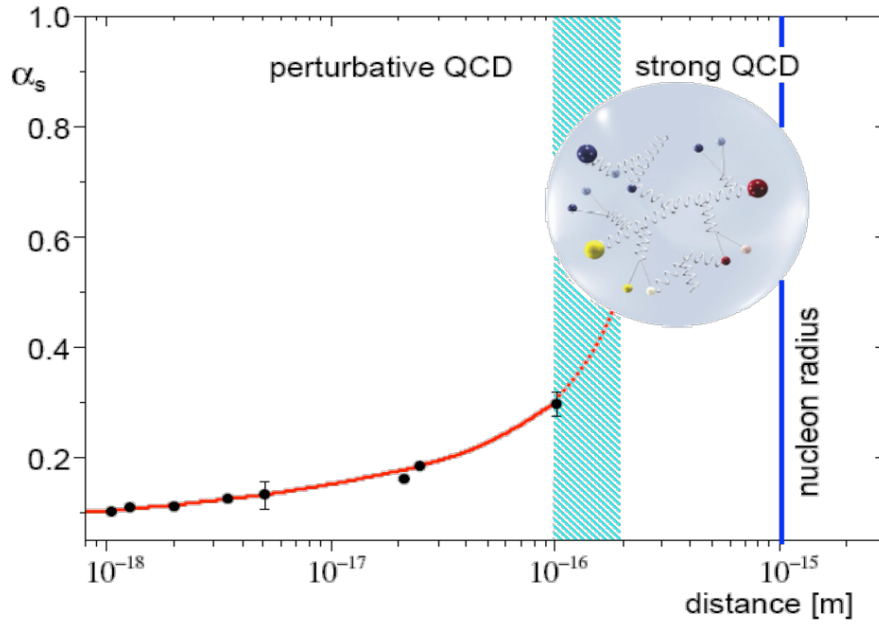 1.0
perturbative QCD
strong QCD
αs
0.8
0.6
0.4
0.2
nucleon radius
10⁻¹⁸
10⁻¹⁷
10⁻¹⁶
10⁻¹⁵
distance [m]